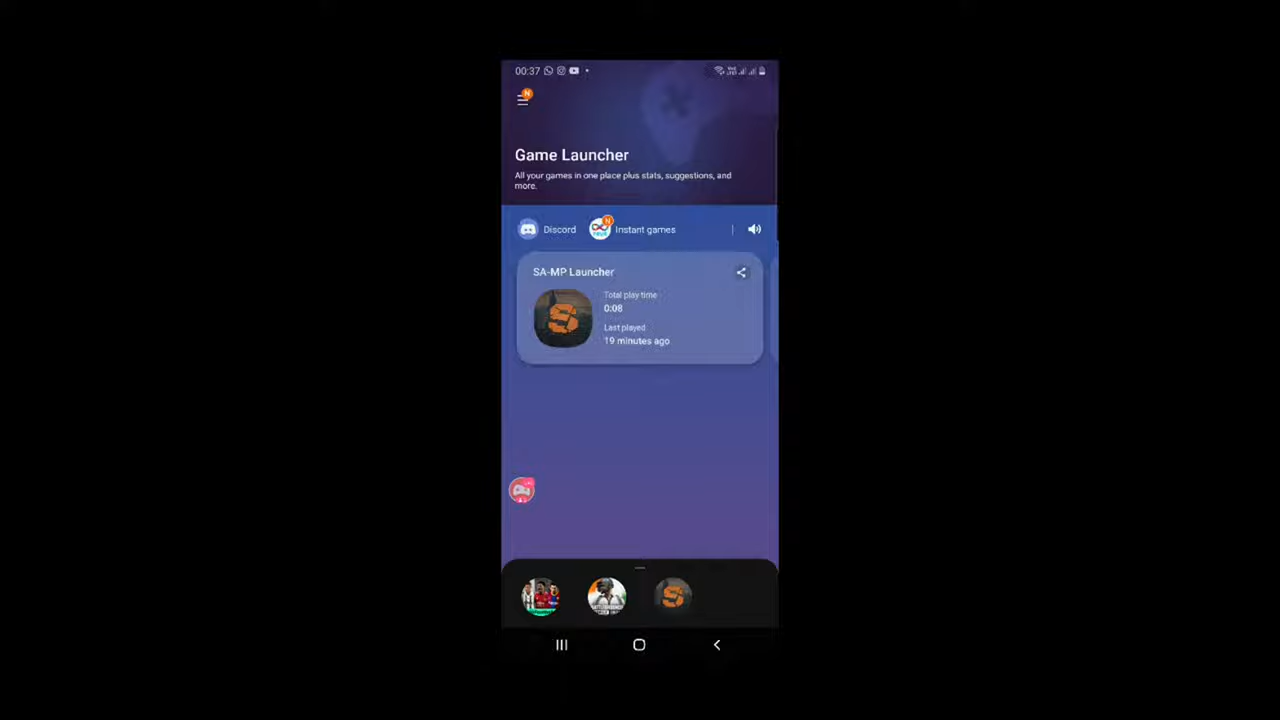 00:37
N
Game Launcher
All your games in one place plus stats, suggestions, and
more.
Discord
N
Instant games
SA-MP Launcher
Total play time
0:08
Last played
19 minutes ago